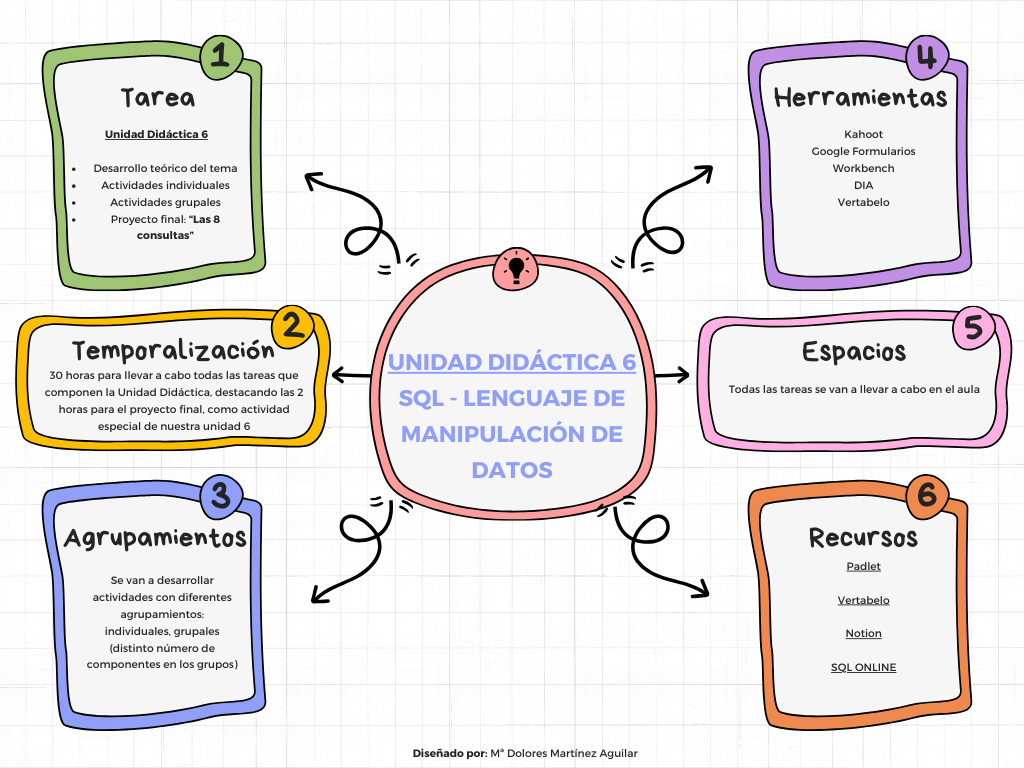 1
Tarea
Unidad Didáctica 6
• Desarrollo teórico del tema
• Actividades individuales
• Actividades grupales
• Proyecto final: “Las 8
consultas”
2
Temporalización
30 horas para llevar a cabo todas las tareas que
componen la Unidad Didáctica, destacando las 2
horas para el proyecto final, como actividad
especial de nuestra unidad 6
3
Agrupamientos
Se van a desarrollar
actividades con diferentes
agrupamientos:
individuales, grupales
(distinto número de
componentes en los grupos)
UNIDAD DIDÁCTICA 6
SQL - LENGUAJE DE
MANIPULACIÓN DE
DATOS
4
Herramientas
Kahoot
Google Formularios
Workbench
DIA
Vertabelo
5
Espacios
Todas las tareas se van a llevar a cabo en el aula
6
Recursos
Padlet
Vertabelo
Notion
SQL ONLINE
Diseñado por: Mª Dolores Martínez Aguilar